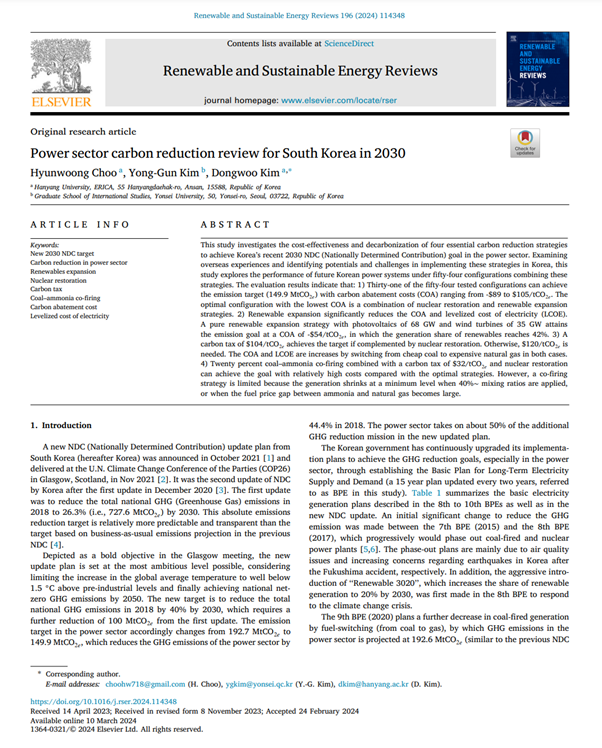 Renewable and Sustainable Energy Reviews 196 (2024) 114348
Contents lists available at ScienceDirect
Renewable and Sustainable Energy Reviews
journal homepage: www.elsevier.com/locate/rser
ELSEVIER
RENEWABLE
AND
SUSTAINABLE
ENERGY
REVIEWS
Original research article
Check for
updates
Power sector carbon reduction review for South Korea in 2030
Hyunwoong Choo a, Yong-Gun Kim b, Dongwoo Kim a,*
a Hanyang University, ERICA, 55 Hanyangdaehak-ro, Ansan, 15588, Republic of Korea
b Graduate School of International Studies, Yonsei University, 50, Yonsei-ro, Seoul, 03722, Republic of Korea
ARTICLE INFO
Keywords:
New 2030 NDC target
Carbon reduction in power sector
Renewables expansion
Nuclear restoration
Carbon tax
Coal–ammonia co-firing
Carbon abatement cost
Levelized cost of electricity
ABSTRACT
This study investigates the cost-effectiveness and decarbonization of four essential carbon reduction strategies
to achieve Korea's recent 2030 NDC (Nationally Determined Contribution) goal in the power sector. Examining
overseas experiences and identifying potentials and challenges in implementing these strategies in Korea, this
study explores the performance of future Korean power systems under fifty-four configurations combining these
strategies. The evaluation results indicate that: 1) Thirty-one of the fifty-four tested configurations can achieve
the emission target (149.9 MtCO2e) with carbon abatement costs (COA) ranging from -$89 to $105/tCO2e. The
optimal configuration with the lowest COA is a combination of nuclear restoration and renewable expansion
strategies. 2) Renewable expansion significantly reduces the COA and levelized cost of electricity (LCOE).
A pure renewable expansion strategy with photovoltaics of 68 GW and wind turbines of 35 GW attains
the emission goal at a COA of -$54/tCO2e, in which the generation share of renewables reaches 42%. 3) A
carbon tax of $104/tCO2e achieves the target if complemented by nuclear restoration. Otherwise, $120/tCO2e is
needed. The COA and LCOE are increases by switching from cheap coal to expensive natural gas in both cases.
4) Twenty percent coal–ammonia co-firing combined with a carbon tax of $32/tCO2e and nuclear restoration
can achieve the goal with relatively high costs compared with the optimal strategies. However, a co-firing
strategy is limited because the generation shrinks at a minimum level when 40%~ mixing ratios are applied,
or when the fuel price gap between ammonia and natural gas becomes large.
1. Introduction
A new NDC (Nationally Determined Contribution) update plan from
South Korea (hereafter Korea) was announced in October 2021 [1] and
delivered at the U.N. Climate Change Conference of the Parties (COP26)
in Glasgow, Scotland, in Nov 2021 [2]. It was the second update of NDC
by Korea after the first update in December 2020 [3]. The first update
was to reduce the total national GHG (Greenhouse Gas) emissions in
2018 to 26.3% (i.e., 727.6 MtCO2e) by 2030. This absolute emissions
reduction target is relatively more predictable and transparent than the
target based on business-as-usual emissions projection in the previous
NDC [4].
Depicted as a bold objective in the Glasgow meeting, the new
update plan is set at the most ambitious level possible, considering
limiting the increase in the global average temperature to well below
1.5 °C above pre-industrial levels and finally achieving national net-
zero GHG emissions by 2050. The new target is to reduce the total
national GHG emissions in 2018 by 40% by 2030, which requires a
further reduction of 100 MtCO2e from the first update. The emission
target in the power sector accordingly changes from 192.7 MtCO2e to
149.9 MtCO2e, which reduces the GHG emissions of the power sector by
44.4% in 2018. The power sector takes on about 50% of the additional
GHG reduction mission in the new updated plan.
The Korean government has continuously upgraded its implementa-
tion plans to achieve the GHG reduction goals, especially in the power
sector, through establishing the Basic Plan for Long-Term Electricity
Supply and Demand (a 15 year plan updated every two years, referred
to as BPE in this study). Table 1 summarizes the basic electricity
generation plans described in the 8th to 10th BPEs as well as in the
new NDC update. An initial significant change to reduce the GHG
emission was made between the 7th BPE (2015) and the 8th BPE
(2017), which progressively would phase out coal-fired and nuclear
power plants [5,6]. The phase-out plans are mainly due to air quality
issues and increasing concerns regarding earthquakes in Korea after
the Fukushima accident, respectively. In addition, the aggressive intro-
duction of "Renewable 3020", which increases the share of renewable
generation to 20% by 2030, was first made in the 8th BPE to respond
to the climate change crisis.
The 9th BPE (2020) plans a further decrease in coal-fired generation
by fuel-switching (from coal to gas), by which GHG emissions in the
power sector is projected at 192.6 MtCO2e (similar to the previous NDC
* Corresponding author.
E-mail addresses: choohw718@gmail.com (H. Choo), ygkim@yonsei.qc.kr (Y.-G. Kim), dkim@hanyang.ac.kr (D. Kim).
https://doi.org/10.1016/j.rser.2024.114348
Received 14 April 2023; Received in revised form 8 November 2023; Accepted 24 February 2024
Available online 10 March 2024
1364-0321/© 2024 Elsevier Ltd. All rights reserved.